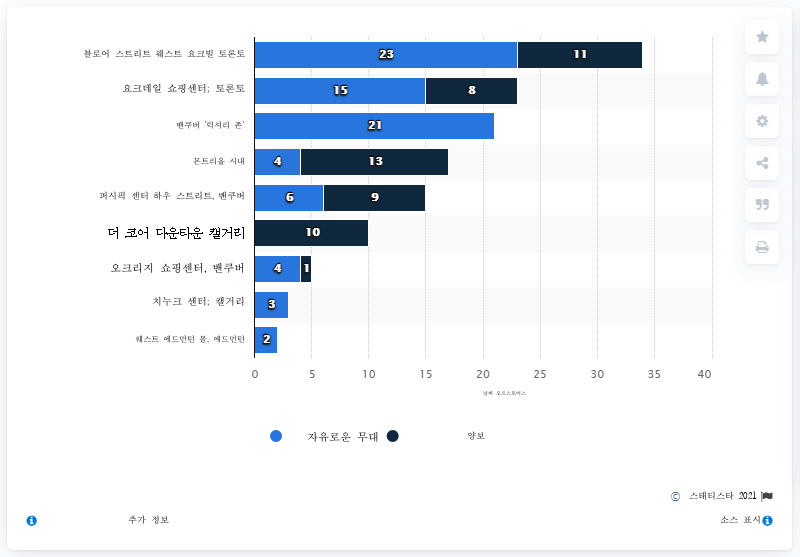 블로어 스트리트 웨스트 요크빌 토론토
23 11
요크데일 쇼핑센터; 토론토
15 8
밴쿠버 '럭셔리 존'
21
몬트리올 시내
4 13
퍼시픽 센터 하우 스트리트, 밴쿠버
6 9
더 코어 다운타운 캘거리
10
오크리지 쇼핑센터, 밴쿠버
4 1
치누크 센터; 캘거리
3
웨스트 에드먼턴 몰, 에드먼턴
2
0 5 10 15 20 25 30 35 40
자유로운 무대 양보
© 스태티스타 2021
추가 정보 소스 표시